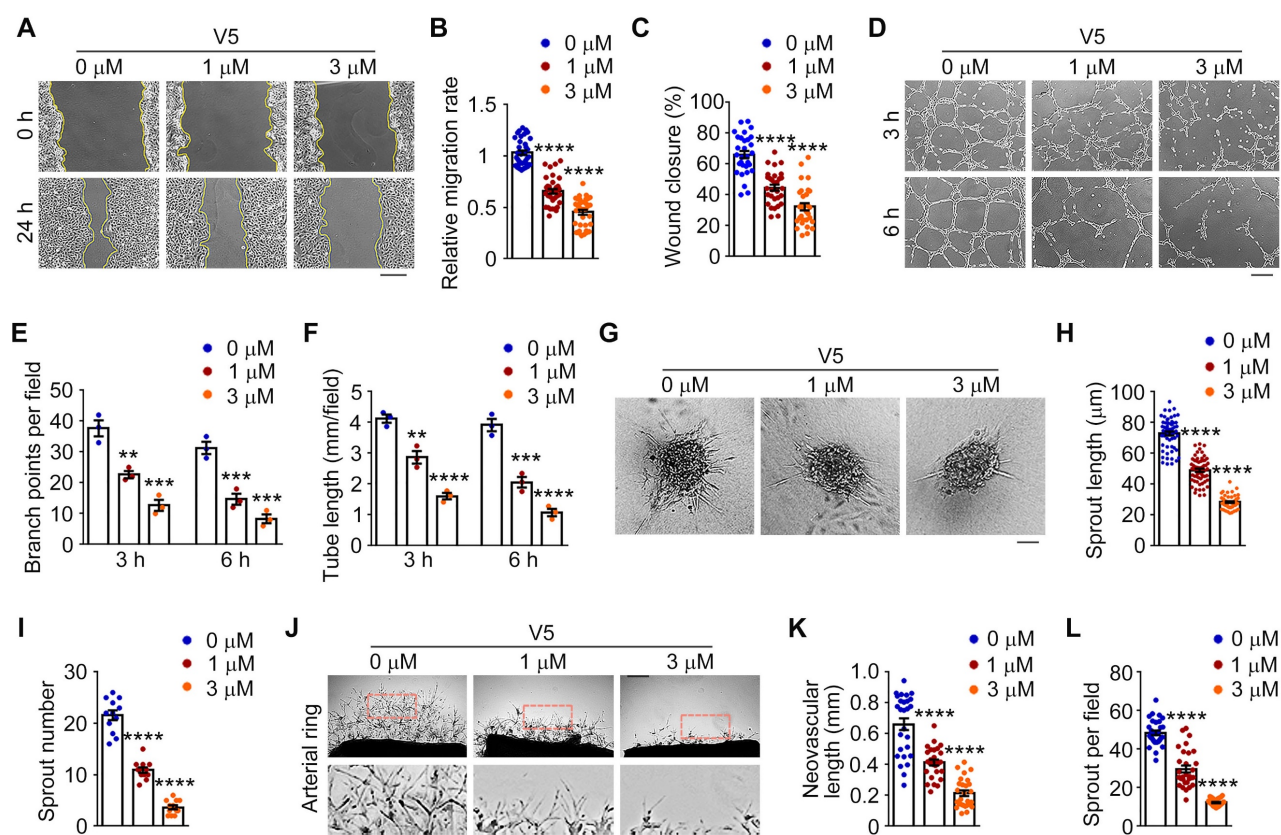 A
V5
0 μM 1 μM 3 μM
0 h
24 h
B
0 μM
1 μM
3 μM
Relative migration rate
1.5
1
0.5
0
****
****
C
0 μM
1 μM
3 μM
Wound closure (%)
100
80
60
40
20
0
****
****
D
V5
0 μM 1 μM 3 μM
3 h
6 h
E
0 μM
1 μM
3 μM
Branch points per field
50
40
30
20
10
0
**
***
***
***
3 h 6 h
F
0 μM
1 μM
3 μM
Tube length (mm/field)
5
4
3
2
1
0
**
****
***
****
3 h 6 h
G
V5
0 μM 1 μM 3 μM
H
0 μM
1 μM
3 μM
Sprout length (μm)
100
80
60
40
20
0
****
****
I
0 μM
1 μM
3 μM
Sprout number
30
20
10
0
****
****
J
V5
0 μM 1 μM 3 μM
Arterial ring
K
0 μM
1 μM
3 μM
Neovascular
length (mm)
1.0
0.8
0.6
0.4
0.2
0
****
****
L
0 μM
1 μM
3 μM
Sprout per field
80
60
40
20
0
****
****